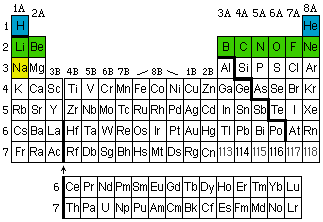 1A 8A
1 H 2A 3A 4A 5A 6A 7A He
2 Li Be B C N O F Ne
3 Na Mg 3B 4B 5B 6B 7B 8B 1B 2B Al Si P S Cl Ar
4 K Ca Sc Ti V Cr Mn Fe Co Ni Cu Zn Ga Ge As Se Br Kr
5 Rb Sr Y Zr Nb Mo Tc Ru Rh Pd Ag Cd In Sn Sb Te I Xe
6 Cs Ba La Hf Ta W Re Os Ir Pt Au Hg Tl Pb Bi Po At Rn
7 Fr Ra Ac Rf Db Sg Bh Hs Mt Ds Rg Cn 113 114 115 116 117 118
6 Ce Pr Nd Pm Sm Eu Gd Tb Dy Ho Er Tm Yb Lu
7 Th Pa U Np Pu Am Cm Bk Cf Es Fm Md No Lr